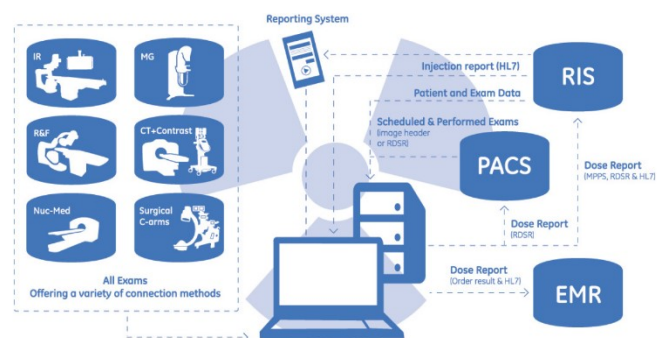 Reporting System
IR
MG
R&F
CT+Contrast
Nuc-Med
Surgical
C-arms
All Exams
Offering a variety of connection methods
Injection report (HL7)
Patient and Exam Data
Scheduled & Performed Exams
(image header
or RDSR)
RIS
PACS
Dose Report
(MPPS, RDSR & HL7)
Dose Report
(RDSR)
Dose Report
(Order result & HL7)
EMR